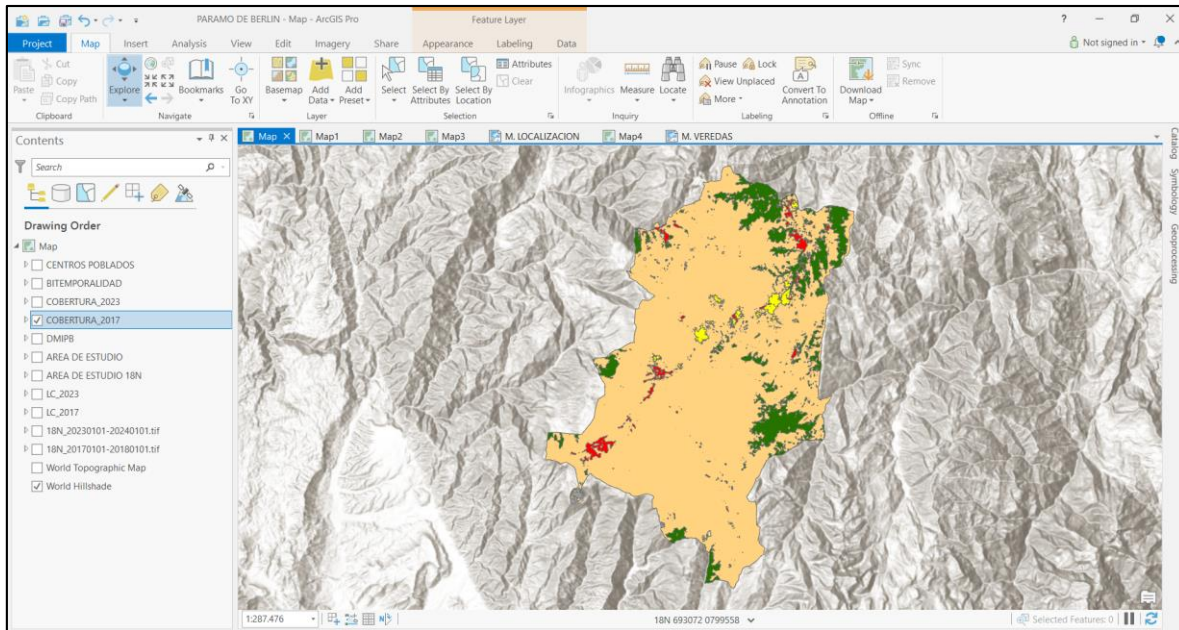 PARAMO DE BERLIN - Map - ArcGIS Pro
Feature Layer
?
Project Map Insert Analysis View Edit Imagery Share Appearance Labeling Data
Not signed in
Paste
Cut
Copy
Copy Path
Clipboard
Explore
Bookmarks
Go To XY
Navigate
Basemap
Add Data
Add Preset
Layer
Select
Select By Attributes
Select By Location
Attributes
Clear
Selection
Infographics
Measure
Locate
Inquiry
Pause
Lock
View Unplaced
More
Convert To Annotation
Labeling
Download Map
Sync
Remove
Offline
Contents
Search
Drawing Order
Map
CENTROS POBLADOS
BITEMPORALIDAD
COBERTURA_2023
COBERTURA_2017
DMIPB
AREA DE ESTUDIO
AREA DE ESTUDIO 18N
LC_2023
LC_2017
18N_20230101-20240101.tif
18N_20170101-20180101.tif
World Topographic Map
World Hillshade
Map Map1 Map2 Map3 M. LOCALIZACION Map4 M. VEREDAS
Catalog
Symbology
Geoprocessing
1:287.476
18N 693072 0799558
Selected Features: 0